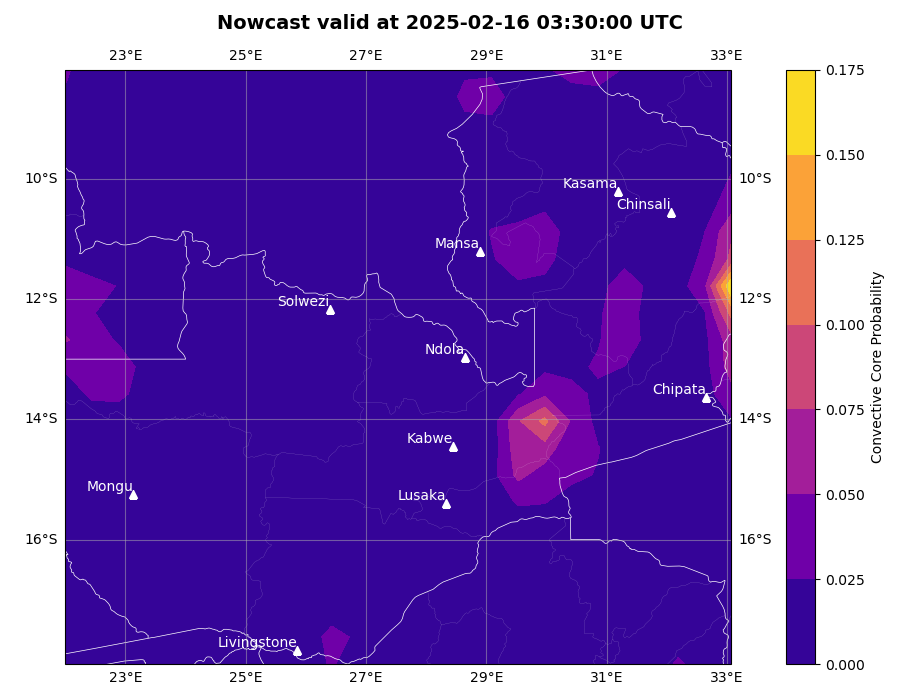 Nowcast valid at 2025-02-16 03:30:00 UTC
23°E 25°E 27°E 29°E 31°E 33°E
0.175
0.150
10°S 10°S
Kasama
Chinsali
Mansa
0.125
12°S 12°S
Solwezi
0.100
Ndola
Chipata
0.075
14°S 14°S
Kabwe
Mongu
Lusaka
0.050
16°S 16°S
0.025
Livingstone
0.000
23°E 25°E 27°E 29°E 31°E 33°E
Convective Core Probability